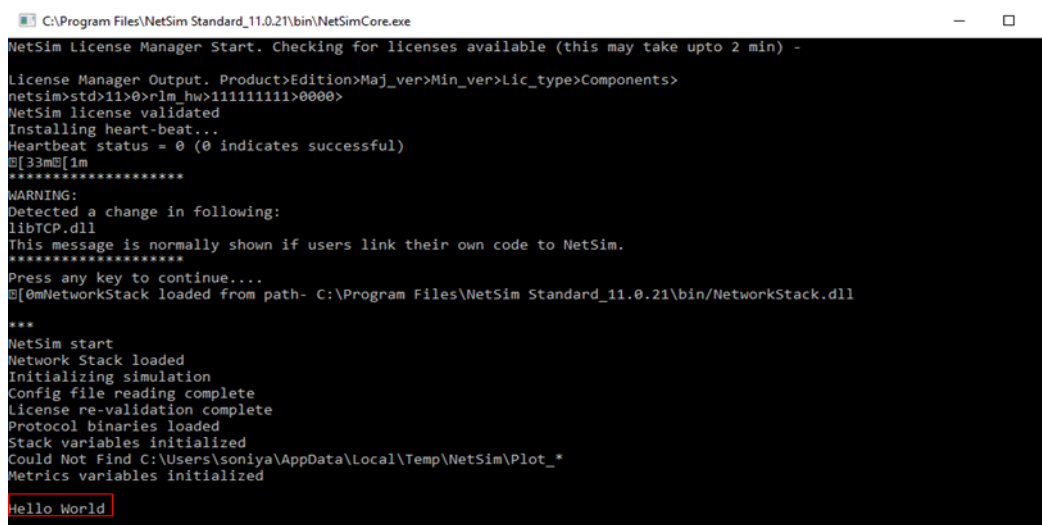 C:\Program Files\NetSim Standard_11.0.21\bin\NetSimCore.exe
NetSim License Manager Start. Checking for licenses available (this may take upto 2 min) -
License Manager Output. Product>Edition>Maj_ver>Min_ver>Lic_type>Components>
netsim>std>11>0>rlm_hw>111111111>0000>
NetSim license validated
Installing heart-beat...
Heartbeat status = 0 (0 indicates successful)
[33m[1m
********************
WARNING:
Detected a change in following:
libTCP.dll
This message is normally shown if users link their own code to NetSim.
********************
Press any key to continue....
[0mNetworkStack loaded from path- C:\Program Files\NetSim Standard_11.0.21\bin/NetworkStack.dll
***
NetSim start
Network Stack loaded
Initializing simulation
Config file reading complete
License re-validation complete
Protocol binaries loaded
Stack variables initialized
Could Not Find C:\Users\soniya\AppData\Local\Temp\NetSim\Plot_*
Metrics variables initialized
Hello World